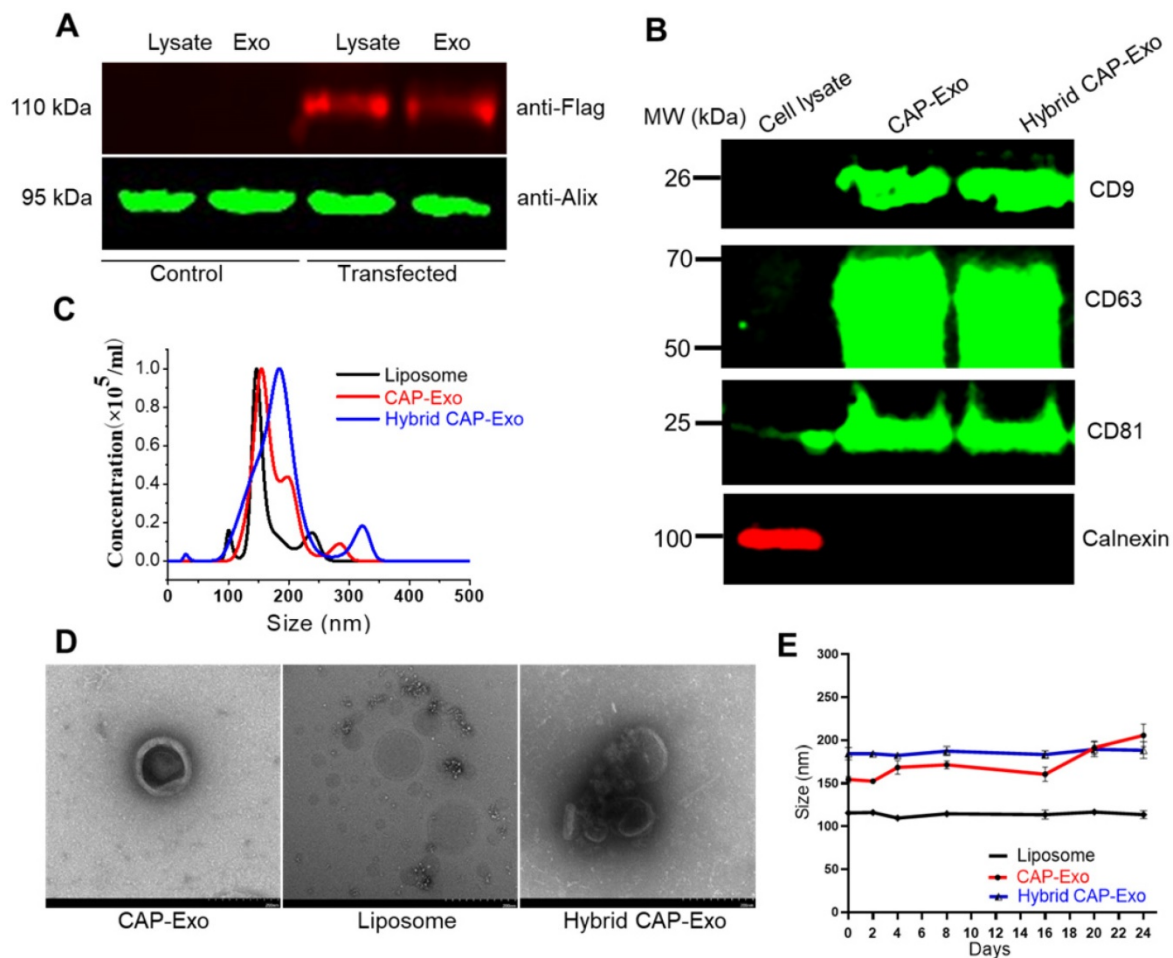 A
Lysate Exo Lysate Exo
110 kDa anti-Flag
95 kDa anti-Alix
Control Transfected
B
MW (kDa) Cell lysate CAP-Exo Hybrid CAP-Exo
26 CD9
70
CD63
50
25 CD81
100 Calnexin
C
Concentration(×10⁵/ml)
1.0
0.8
0.6
0.4
0.2
0.0
Liposome
CAP-Exo
Hybrid CAP-Exo
0 100 200 300 400 500
Size (nm)
D
CAP-Exo Liposome Hybrid CAP-Exo
E
Size (nm)
300
250
200
150
100
50
0
Liposome
CAP-Exo
Hybrid CAP-Exo
0 2 4 6 8 10 12 14 16 18 20 22 24
Days